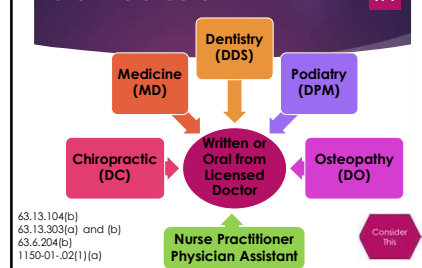 Dentistry
(DDS)
Medicine
(MD)
Podiatry
(DPM)
Chiropractic
(DC)
Written or
Oral from
Licensed
Doctor
Osteopathy
(DO)
Nurse Practitioner
Physician Assistant
63.13.104(b)
63.13.303(a) and (b)
63.6.204(b)
1150-01-.02(1)(a)
Consider
This